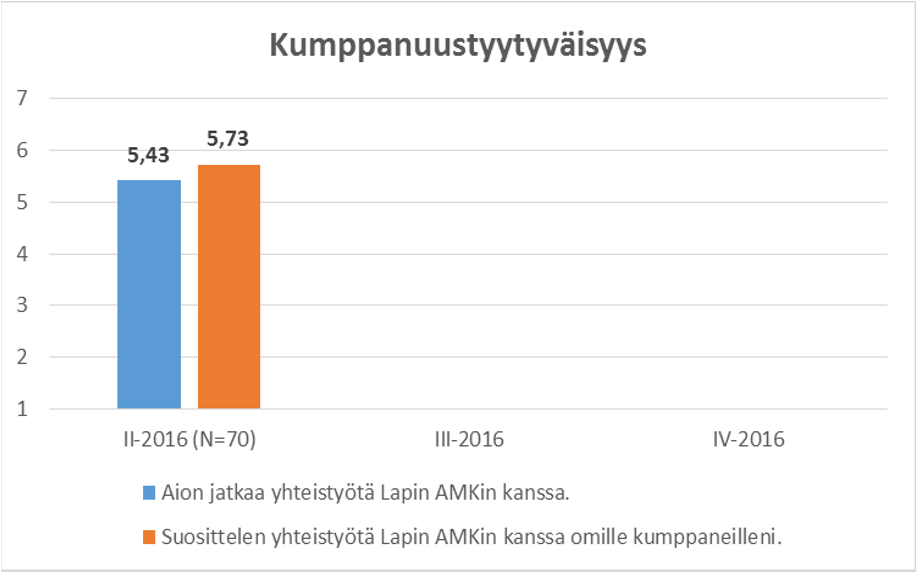 Kumppanuustyytyväisyys
7
6
5
4
3
2
1
5,43
5,73
II-2016 (N=70)
III-2016
IV-2016
Aion jatkaa yhteistyötä Lapin AMKin kanssa.
Suosittelen yhteistyötä Lapin AMKin kanssa omille kumppaneilleni.